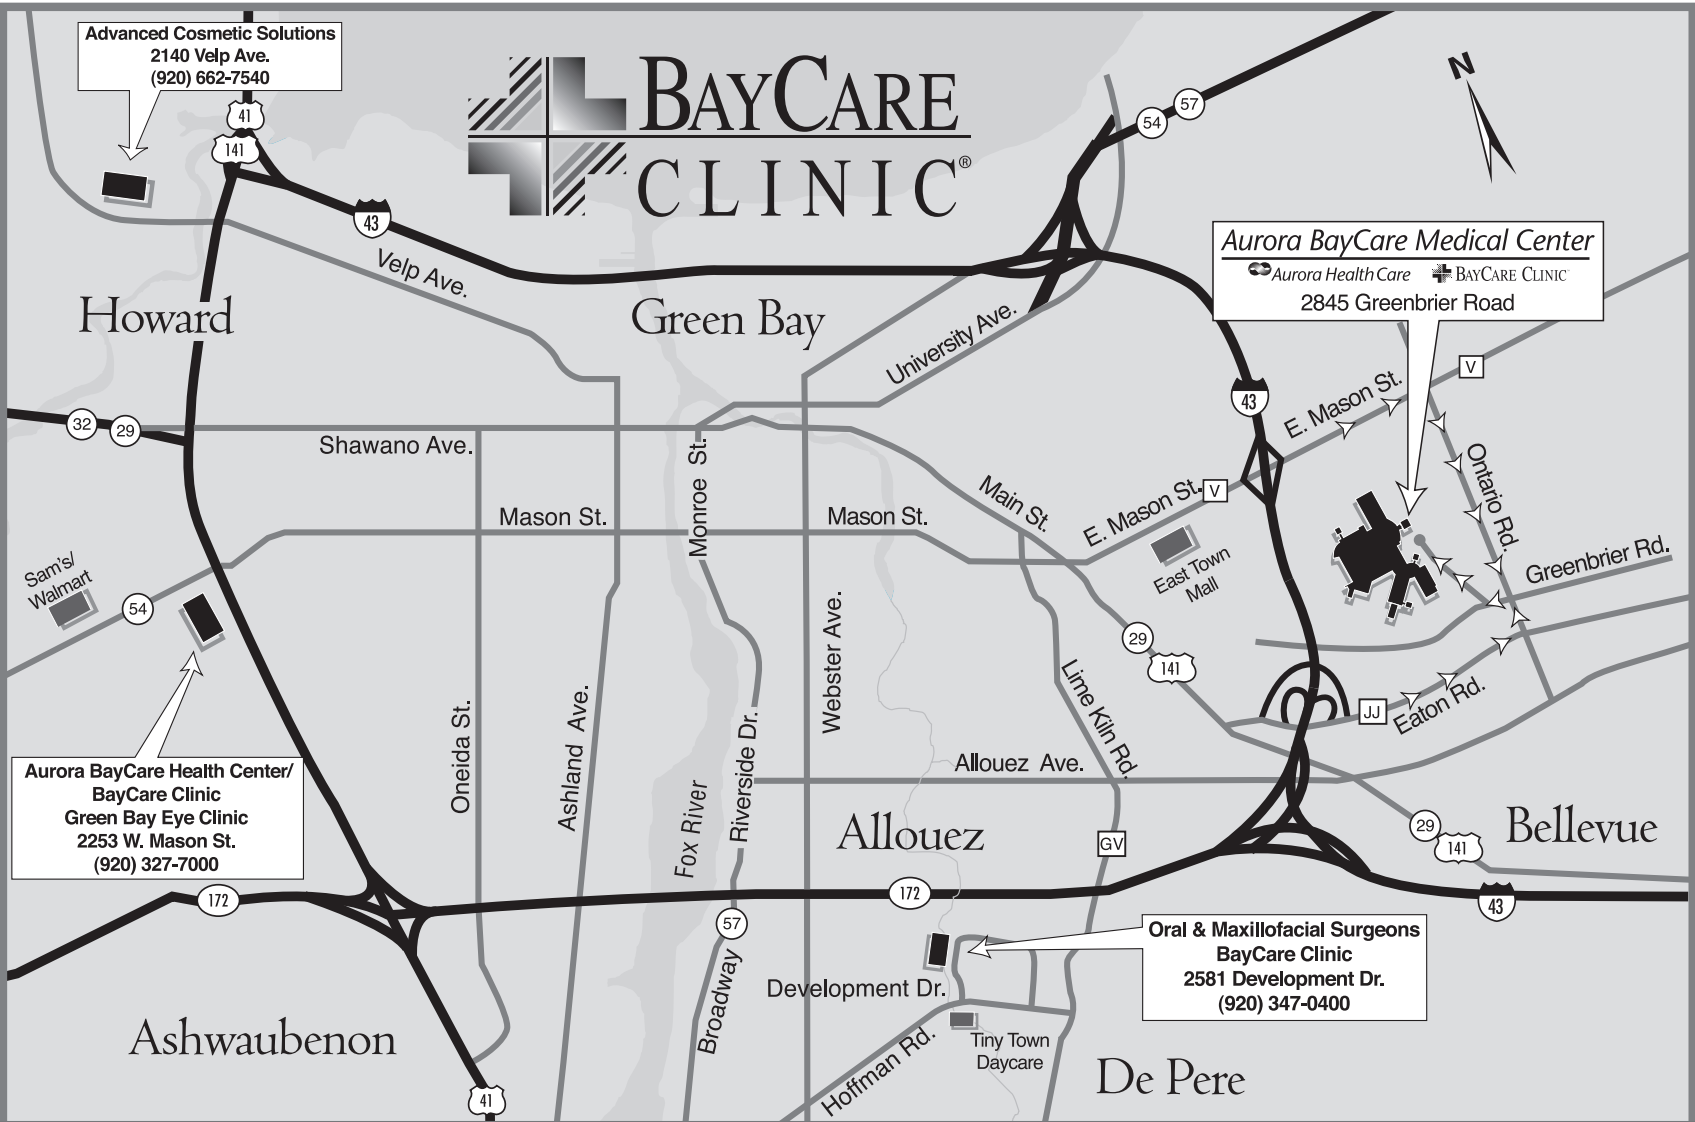 Advanced Cosmetic Solutions
2140 Velp Ave.
(920) 662-7540
41
141
BAYCARE
CLINIC®
57
54
N
43
Velp Ave.
Howard
Green Bay
University Ave.
Aurora BayCare Medical Center
Aurora Health Care
BAYCARE CLINIC
2845 Greenbrier Road
V
43
E. Mason St.
32
29
Shawano Ave.
Monroe St.
Main St.
E. Mason St.
V
Ontario Rd.
Mason St.
Mason St.
East Town
Mall
Greenbrier Rd.
Sam's/
Walmart
54
Webster Ave.
29
141
Lime Kiln Rd.
JJ
Eaton Rd.
Oneida St.
Ashland Ave.
Fox River
Riverside Dr.
Allouez Ave.
Aurora BayCare Health Center/
BayCare Clinic
Green Bay Eye Clinic
2253 W. Mason St.
(920) 327-7000
Allouez
GV
29
141
Bellevue
172
172
43
57
Broadway
Oral & Maxillofacial Surgeons
BayCare Clinic
2581 Development Dr.
(920) 347-0400
Development Dr.
Ashwaubenon
Hoffman Rd.
Tiny Town
Daycare
De Pere
41